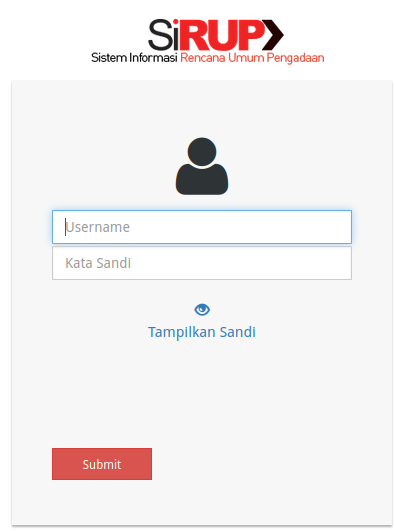 SiRUP
Sistem Informasi Rencana Umum Pengadaan
Username
Kata Sandi
Tampilkan Sandi
Submit